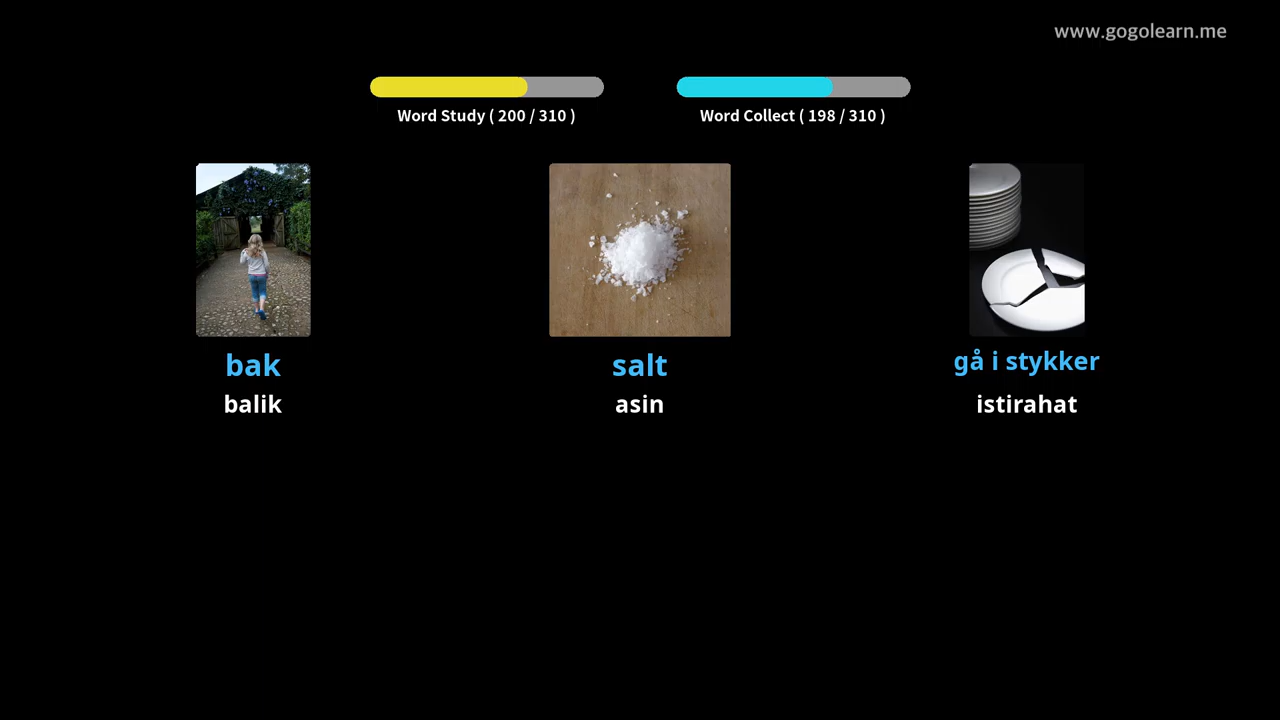 www.gogolearn.me
Word Study ( 200 / 310 )
Word Collect ( 198 / 310 )
bak
salt
gå i stykker
balik
asin
istirahat